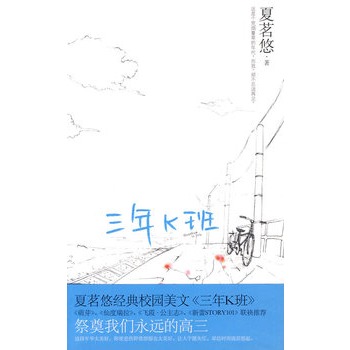 夏茗悠·著
三年K班
夏茗悠经典校园美文《三年K班》
《萌芽》、《仙度瑞拉》、《飞霞·公主志》、《新蕾STORY101》联袂推荐
祭奠我们永远的高三